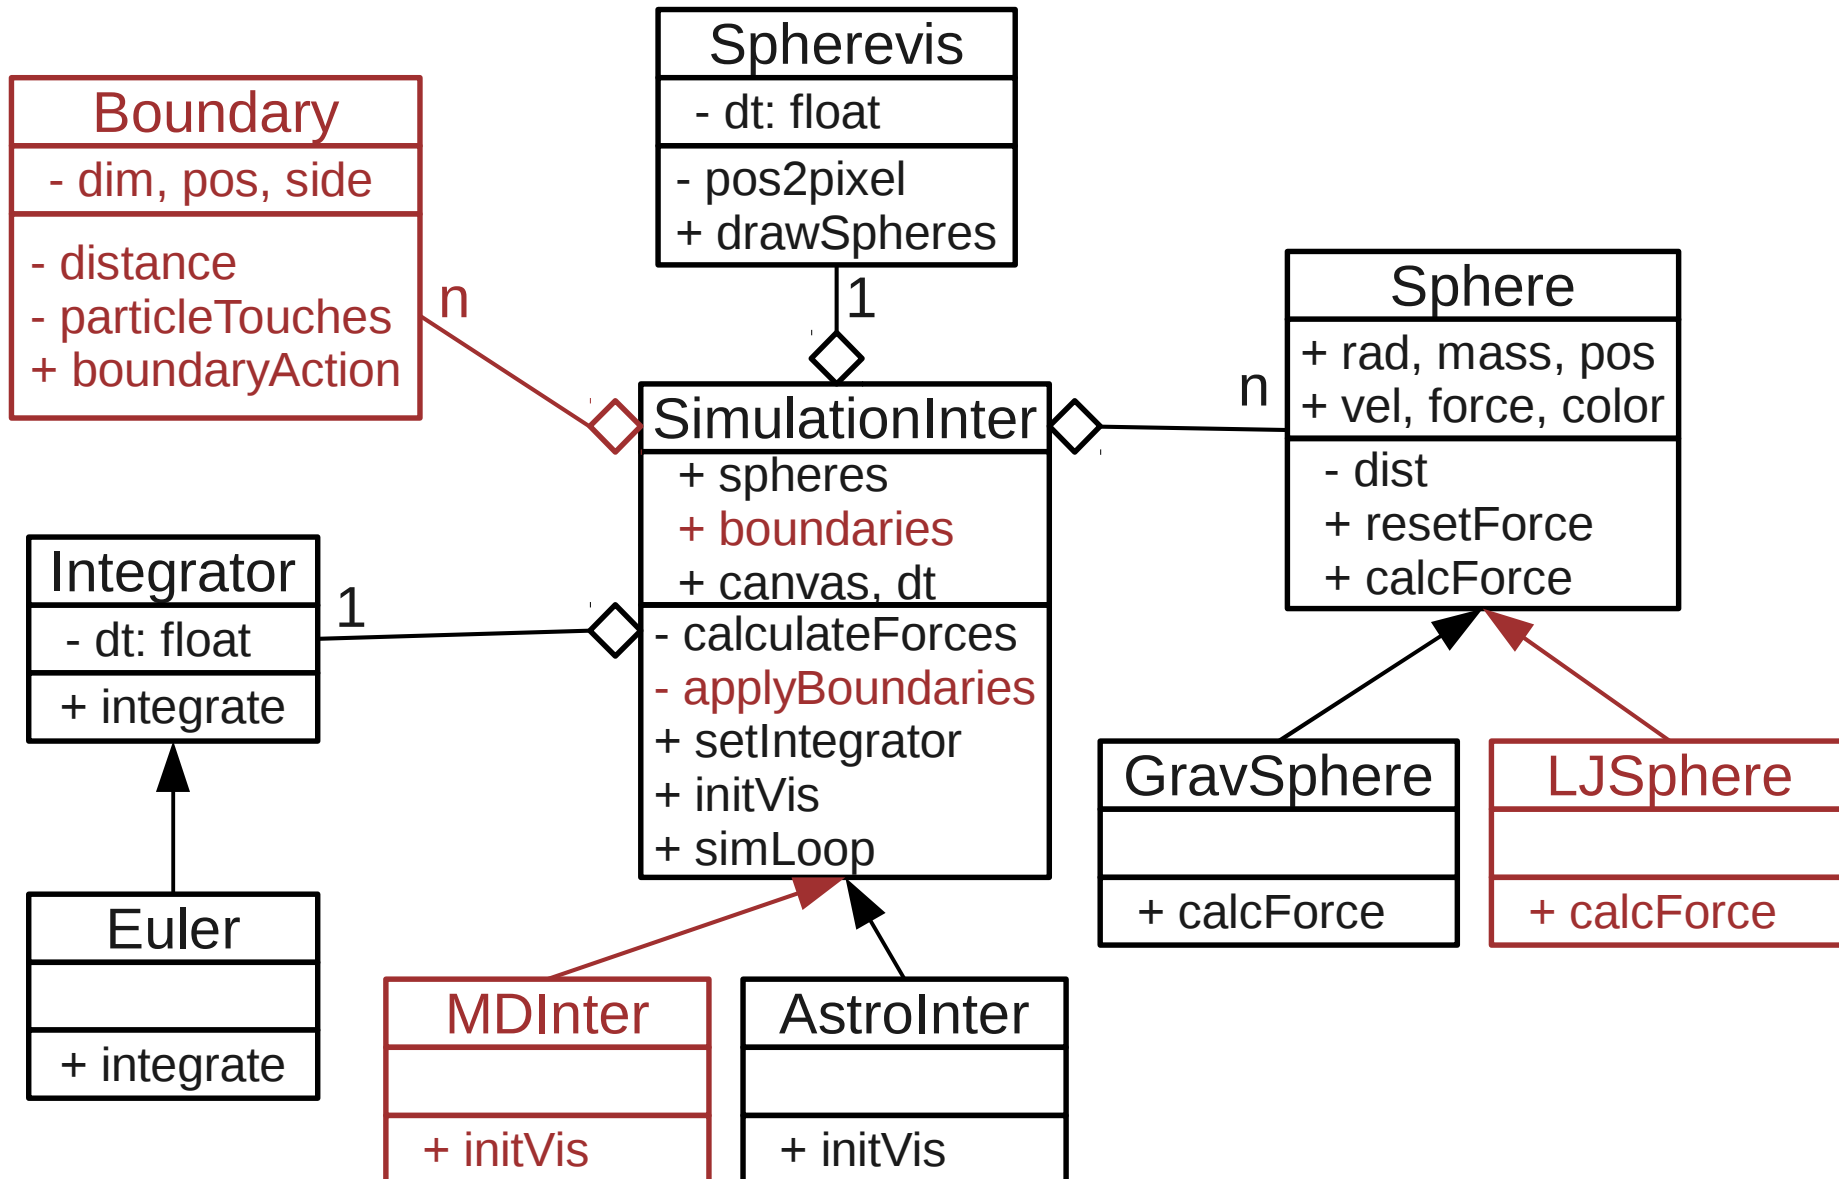 Spherevis
- dt: float
- pos2pixel
+ drawSpheres
1
Boundary
- dim, pos, side
- distance
- particleTouches
+ boundaryAction
n
Sphere
+ rad, mass, pos
+ vel, force, color
- dist
+ resetForce
+ calcForce
n
SimulationInter
+ spheres
+ boundaries
+ canvas, dt
- calculateForces
- applyBoundaries
+ setIntegrator
+ initVis
+ simLoop
Integrator
- dt: float
+ integrate
1
GravSphere
+ calcForce
LJSphere
+ calcForce
Euler
+ integrate
MDInter
+ initVis
AstroInter
+ initVis